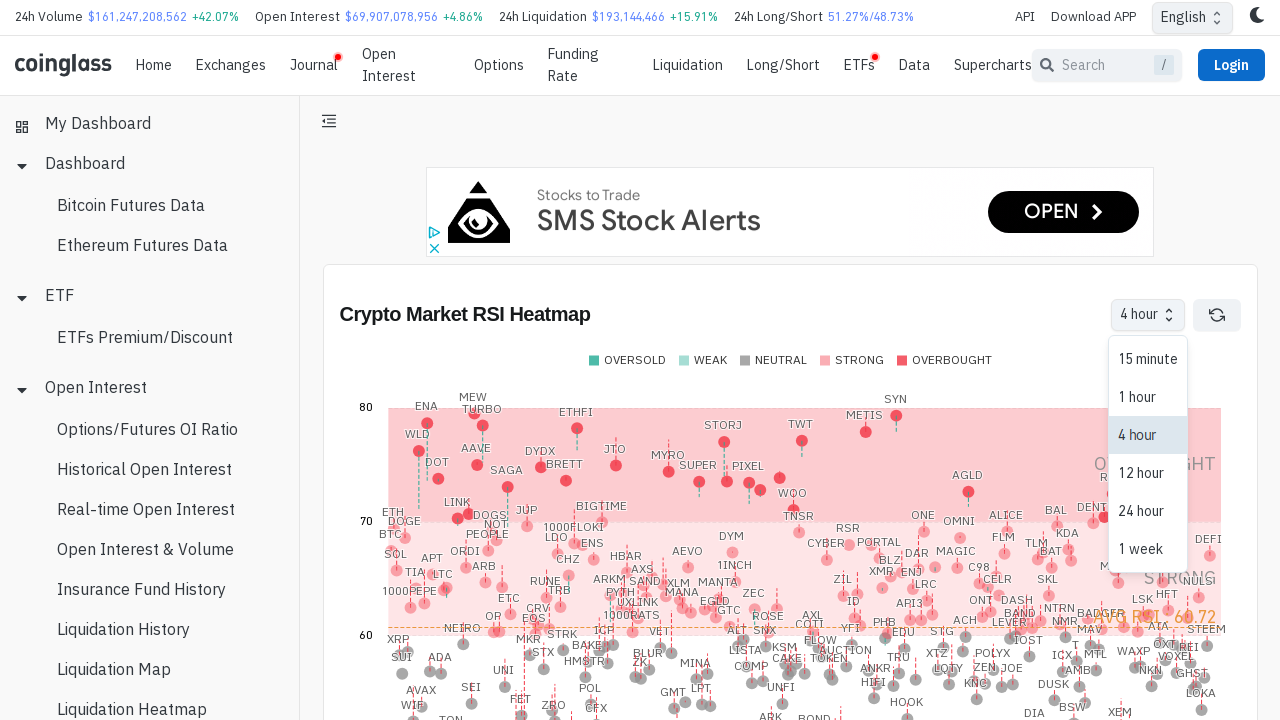 24h Volume $161,247,208,562 +42.07% Open Interest $69,907,078,956 +4.86% 24h Liquidation $193,144,466 +15.91% 24h Long/Short 51.27%/48.73% API Download APP English
coinglass Home Exchanges Journal Open Interest Options Funding Rate Liquidation Long/Short ETFs Data Supercharts Search / Login
My Dashboard
Dashboard
Bitcoin Futures Data
Ethereum Futures Data
ETF
ETFs Premium/Discount
Open Interest
Options/Futures OI Ratio
Historical Open Interest
Real-time Open Interest
Open Interest & Volume
Insurance Fund History
Liquidation History
Liquidation Map
Liquidation Heatmap
Stocks to Trade
SMS Stock Alerts
OPEN
Crypto Market RSI Heatmap
4 hour
15 minute
1 hour
4 hour
12 hour
24 hour
1 week
OVERSOLD WEAK NEUTRAL STRONG OVERBOUGHT
80
MEW
ENA TURBO ETHFI SYN
WLD STORJ TWT METIS
AAVE DYDX JTO
DOT SAGA BRETT MYRO SUPER PIXEL AGLD
LINK BIGTIME WOO
70
ETH DOGE DOGS NOT JUP 1000FLOKI TNSR ONE OMNI ALICE BAL DENT
BTC PEOPLE LDO ENS DYM CYBER RSR PORTAL FLM TLM KDA DEFI
SOL APT ORDI CHZ HBAR AEVO BLZ DAR MAGIC BAT MTL
TIA LTC ARB AXS 1INCH XMR ENJ C98
1000PEPE RUNE ARKM SAND XLM MANTA ZIL LRC CELR SKL NULS
ETC TRB PYTH MANA ZEC ID API3 ONT DASH NTRN LSK HFT
OP CRV EOS UXLINK EGLD GTC ROSE AXL BAND BADGER
1000RATS COTI ACH LEVER NMR AVG RSI : 60.72
STRONG
60
NEIRO STRK 1CP VET ALT SNX YFI PHB EDU STG MAV ATA STEEM
XRP MKR BAKE LISTA KSM FLOW AUCTION IOST T OXT REI
SUI ADA STX HMSTR BLUR ZK MINA COMP CAKE TOKEN TRU XTZ POLYX ICX WAXP VOXEL
UNI ANKR LQTY ZEN JOE AMB NKN GHST
AVAX SEI POL GMT LPT UNFI HIFI KNC DUSK LOKA
WIF FET ZRO CFX HOOK BSW
TON ARK BOND DIA XEM